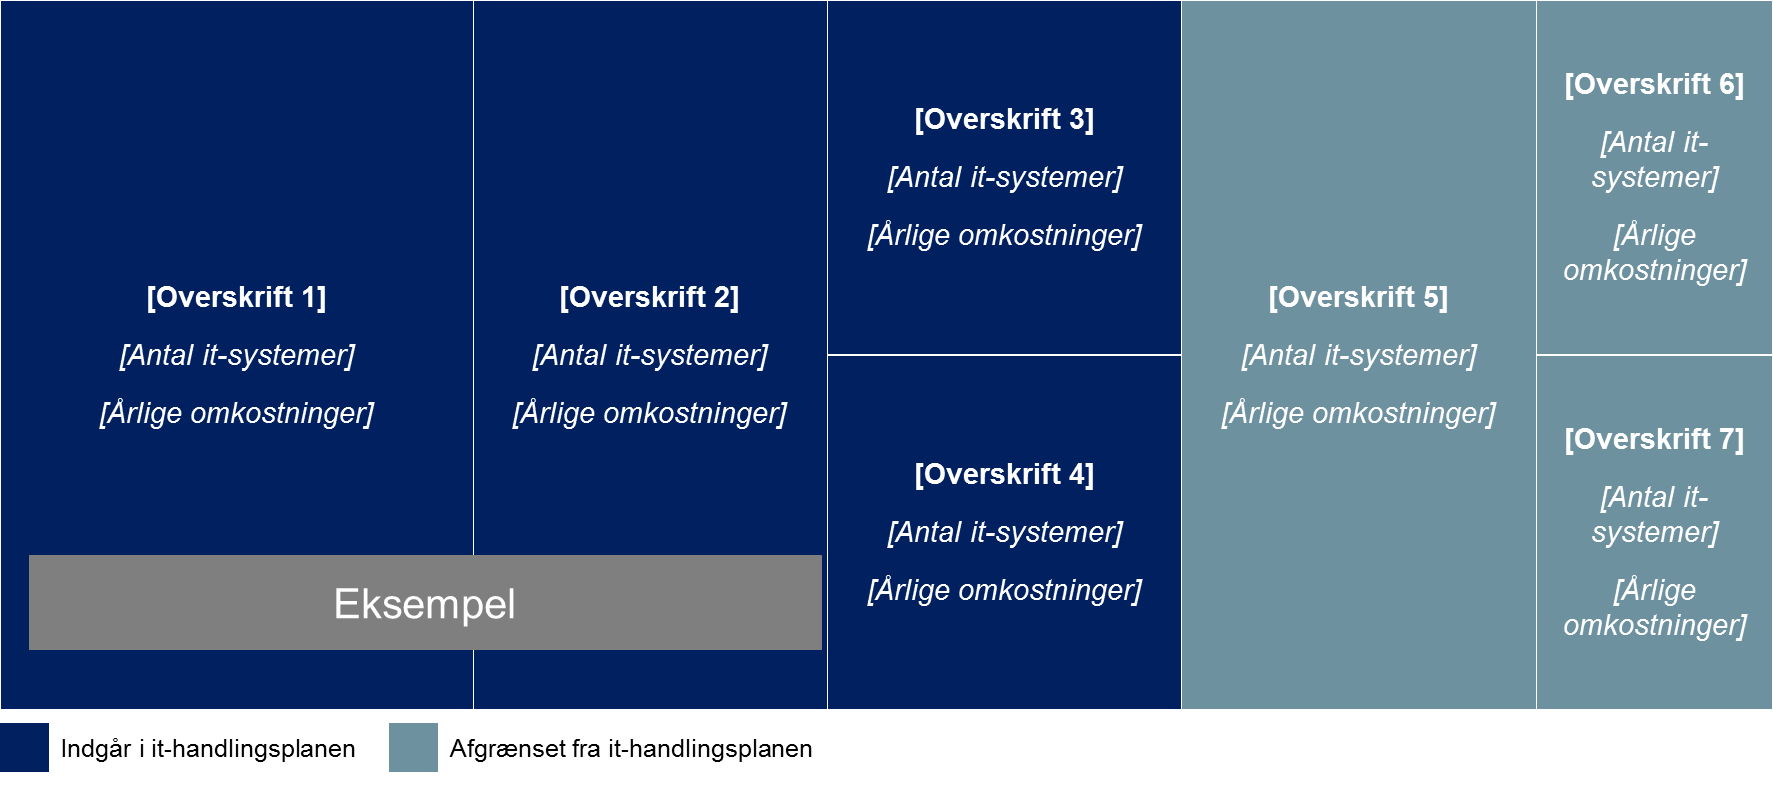 [Overskrift 1]
[Antal it-systemer]
[Årlige omkostninger]
[Overskrift 2]
[Antal it-systemer]
[Årlige omkostninger]
Eksempel
[Overskrift 3]
[Antal it-systemer]
[Årlige omkostninger]
[Overskrift 4]
[Antal it-systemer]
[Årlige omkostninger]
[Overskrift 5]
[Antal it-systemer]
[Årlige omkostninger]
[Overskrift 6]
[Antal it-
systemer]
[Årlige
omkostninger]
[Overskrift 7]
[Antal it-
systemer]
[Årlige
omkostninger]
Indgår i it-handlingsplanen
Afgrænset fra it-handlingsplanen